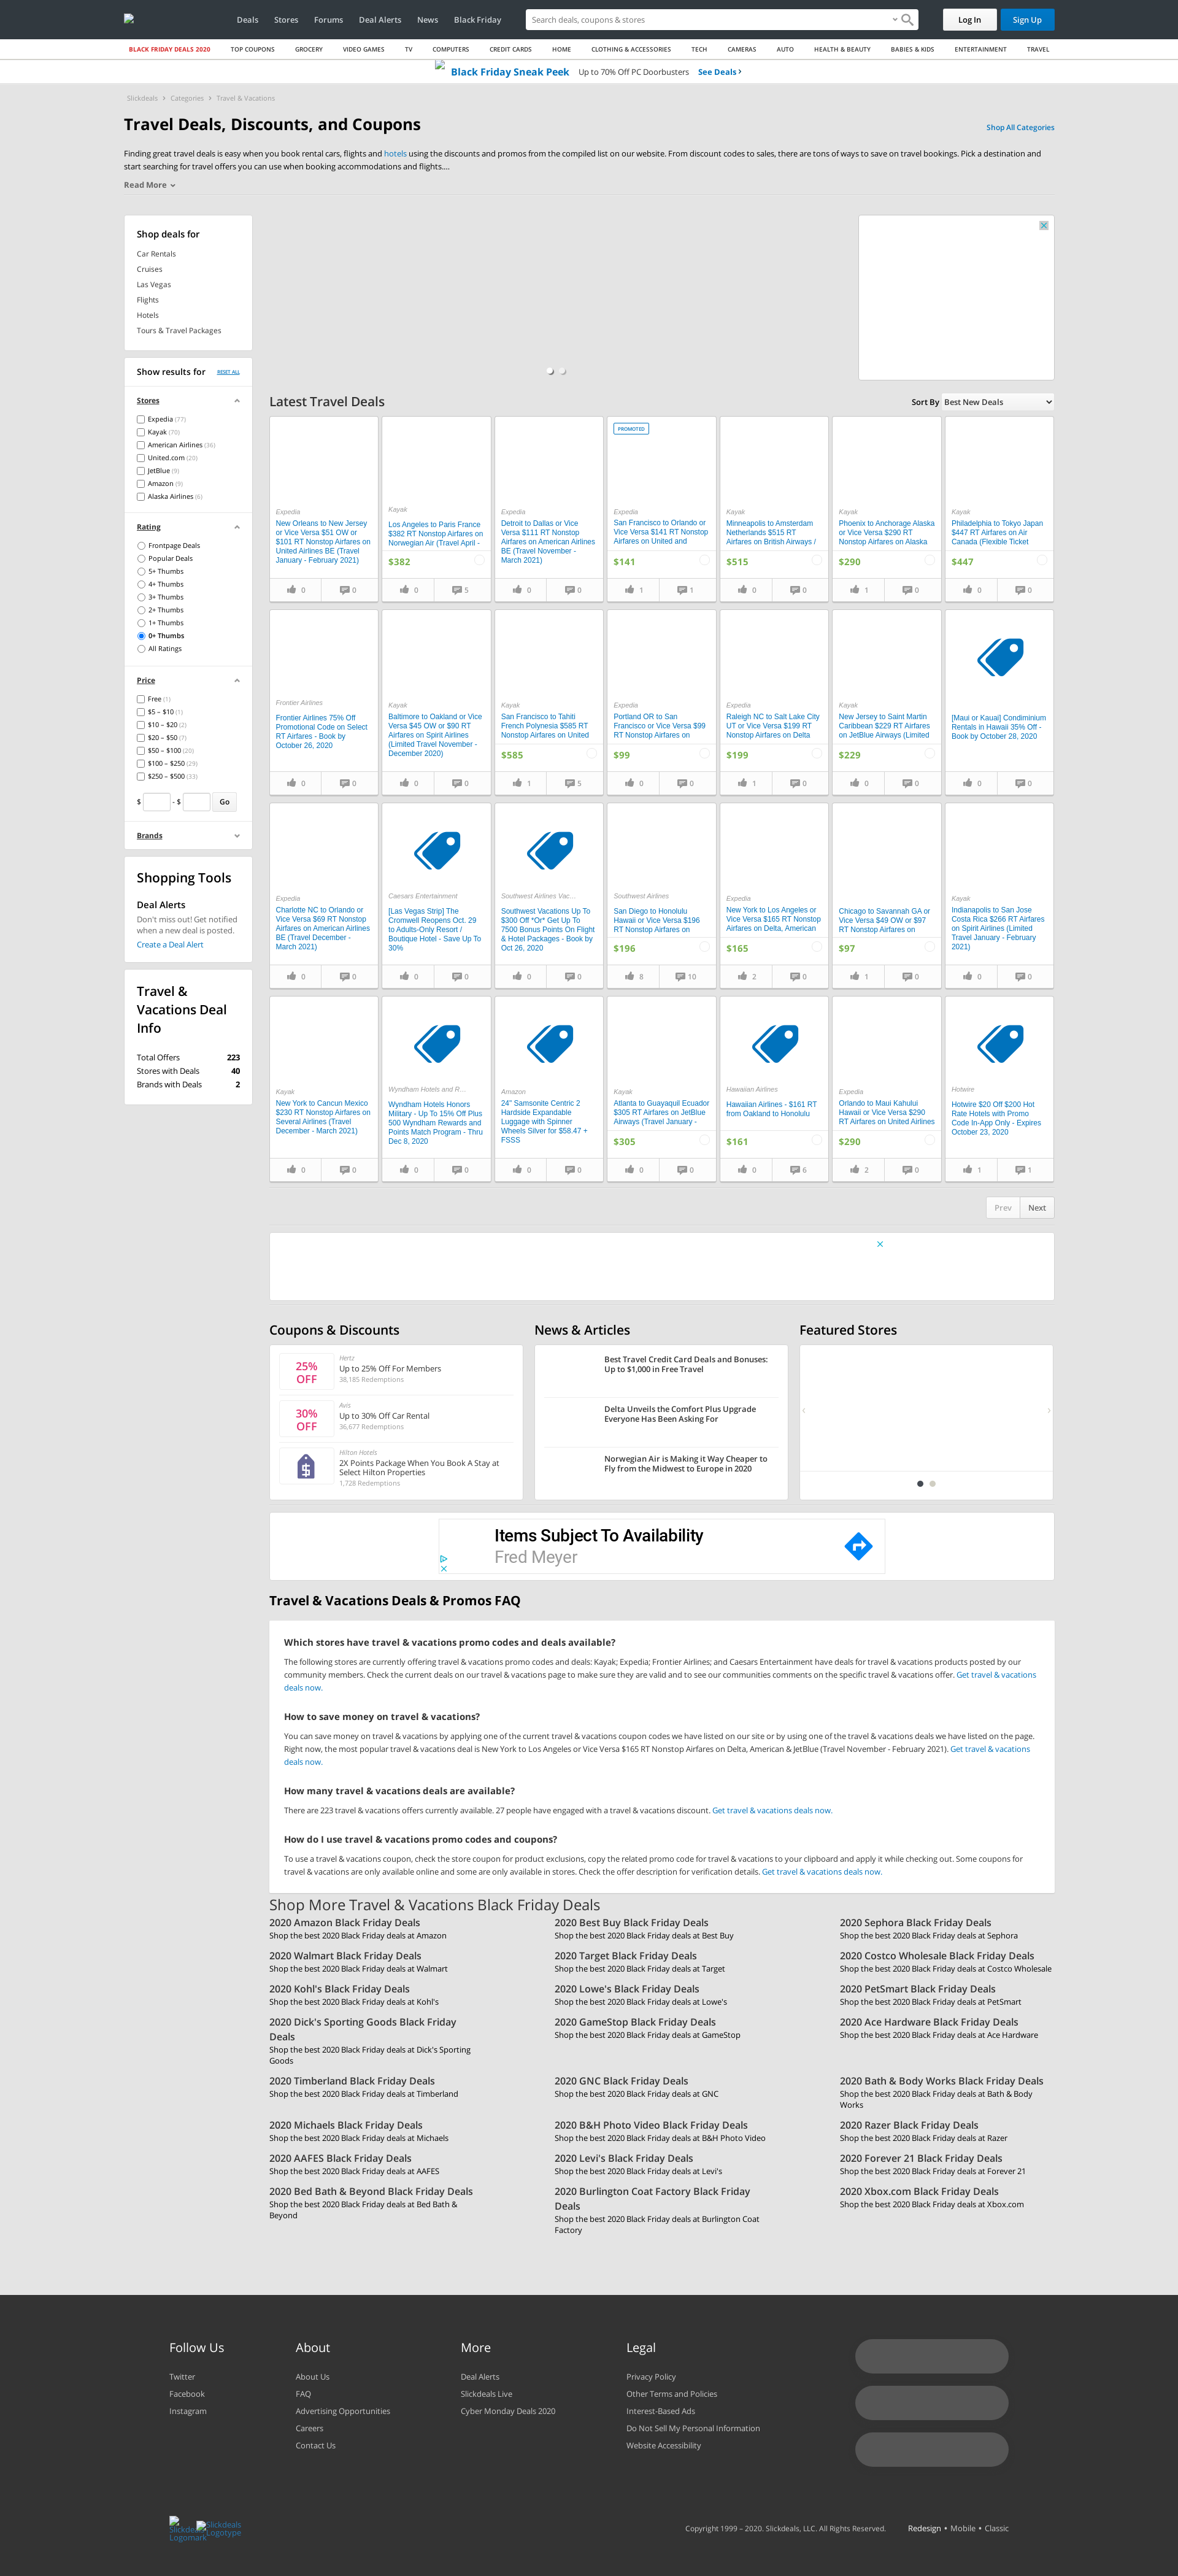 Deals Stores Forums Deal Alerts News Black Friday
Search deals, coupons & stores
Log In
Sign Up
BLACK FRIDAY DEALS 2020 TOP COUPONS GROCERY VIDEO GAMES TV COMPUTERS CREDIT CARDS HOME CLOTHING & ACCESSORIES TECH CAMERAS AUTO HEALTH & BEAUTY BABIES & KIDS ENTERTAINMENT TRAVEL
Black Friday Sneak Peek Up to 70% Off PC Doorbusters See Deals
Slickdeals Categories Travel & Vacations
Travel Deals, Discounts, and Coupons
Shop All Categories
Finding great travel deals is easy when you book rental cars, flights and hotels using the discounts and promos from the compiled list on our website. From discount codes to sales, there are tons of ways to save on travel bookings. Pick a destination and
start searching for travel offers you can use when booking accommodations and flights....
Read More
Shop deals for
Car Rentals
Cruises
Las Vegas
Flights
Hotels
Tours & Travel Packages
Show results for RESET ALL
Stores
Expedia (77)
Kayak (70)
American Airlines (36)
United.com (20)
JetBlue (9)
Amazon (9)
Alaska Airlines (6)
Rating
Frontpage Deals
Popular Deals
5+ Thumbs
4+ Thumbs
3+ Thumbs
2+ Thumbs
1+ Thumbs
0+ Thumbs
All Ratings
Price
Free (1)
$5 – $10 (1)
$10 – $20 (2)
$20 – $50 (7)
$50 – $100 (20)
$100 – $250 (29)
$250 – $500 (33)
$ - $ Go
Brands
Shopping Tools
Deal Alerts
Don't miss out! Get notified
when a new deal is posted.
Create a Deal Alert
Travel &
Vacations Deal
Info
Total Offers 223
Stores with Deals 40
Brands with Deals 2
Latest Travel Deals
Sort By Best New Deals
Expedia
New Orleans to New Jersey
or Vice Versa $51 OW or
$101 RT Nonstop Airfares on
United Airlines BE (Travel
January - February 2021)
0 0
Kayak
Los Angeles to Paris France
$382 RT Nonstop Airfares on
Norwegian Air (Travel April -
$382
0 5
Expedia
Detroit to Dallas or Vice
Versa $111 RT Nonstop
Airfares on American Airlines
BE (Travel November -
March 2021)
0 0
PROMOTED
Expedia
San Francisco to Orlando or
Vice Versa $141 RT Nonstop
Airfares on United and
$141
1 1
Kayak
Minneapolis to Amsterdam
Netherlands $515 RT
Airfares on British Airways /
$515
0 0
Kayak
Phoenix to Anchorage Alaska
or Vice Versa $290 RT
Nonstop Airfares on Alaska
$290
1 0
Kayak
Philadelphia to Tokyo Japan
$447 RT Airfares on Air
Canada (Flexible Ticket
$447
0 0
Frontier Airlines
Frontier Airlines 75% Off
Promotional Code on Select
RT Airfares - Book by
October 26, 2020
0 0
Kayak
Baltimore to Oakland or Vice
Versa $45 OW or $90 RT
Airfares on Spirit Airlines
(Limited Travel November -
December 2020)
0 0
Kayak
San Francisco to Tahiti
French Polynesia $585 RT
Nonstop Airfares on United
$585
1 5
Expedia
Portland OR to San
Francisco or Vice Versa $99
RT Nonstop Airfares on
$99
0 0
Expedia
Raleigh NC to Salt Lake City
UT or Vice Versa $199 RT
Nonstop Airfares on Delta
$199
1 0
Kayak
New Jersey to Saint Martin
Caribbean $229 RT Airfares
on JetBlue Airways (Limited
$229
0 0
[Maui or Kauai] Condiminium
Rentals in Hawaii 35% Off -
Book by October 28, 2020
0 0
Expedia
Charlotte NC to Orlando or
Vice Versa $69 RT Nonstop
Airfares on American Airlines
BE (Travel December -
March 2021)
0 0
Caesars Entertainment
[Las Vegas Strip] The
Cromwell Reopens Oct. 29
to Adults-Only Resort /
Boutique Hotel - Save Up To
30%
0 0
Southwest Airlines Vac...
Southwest Vacations Up To
$300 Off *Or* Get Up To
7500 Bonus Points On Flight
& Hotel Packages - Book by
Oct 26, 2020
0 0
Southwest Airlines
San Diego to Honolulu
Hawaii or Vice Versa $196
RT Nonstop Airfares on
$196
8 10
Expedia
New York to Los Angeles or
Vice Versa $165 RT Nonstop
Airfares on Delta, American
$165
2 0
Chicago to Savannah GA or
Vice Versa $49 OW or $97
RT Nonstop Airfares on
$97
1 0
Kayak
Indianapolis to San Jose
Costa Rica $266 RT Airfares
on Spirit Airlines (Limited
Travel January - February
2021)
0 0
Kayak
New York to Cancun Mexico
$230 RT Nonstop Airfares on
Several Airlines (Travel
December - March 2021)
0 0
Wyndham Hotels and R...
Wyndham Hotels Honors
Military - Up To 15% Off Plus
500 Wyndham Rewards and
Points Match Program - Thru
Dec 8, 2020
0 0
Amazon
24" Samsonite Centric 2
Hardside Expandable
Luggage with Spinner
Wheels Silver for $58.47 +
FSSS
0 0
Kayak
Atlanta to Guayaquil Ecuador
$305 RT Airfares on JetBlue
Airways (Travel January -
$305
0 0
Hawaiian Airlines
Hawaiian Airlines - $161 RT
from Oakland to Honolulu
$161
0 6
Expedia
Orlando to Maui Kahului
Hawaii or Vice Versa $290
RT Airfares on United Airlines
$290
2 0
Hotwire
Hotwire $20 Off $200 Hot
Rate Hotels with Promo
Code In-App Only - Expires
October 23, 2020
1 1
Prev Next
Coupons & Discounts
25%
OFF
Hertz
Up to 25% Off For Members
38,185 Redemptions
30%
OFF
Avis
Up to 30% Off Car Rental
36,677 Redemptions
Hilton Hotels
2X Points Package When You Book A Stay at
Select Hilton Properties
1,728 Redemptions
News & Articles
Best Travel Credit Card Deals and Bonuses:
Up to $1,000 in Free Travel
Delta Unveils the Comfort Plus Upgrade
Everyone Has Been Asking For
Norwegian Air is Making it Way Cheaper to
Fly from the Midwest to Europe in 2020
Featured Stores
Items Subject To Availability
Fred Meyer
Travel & Vacations Deals & Promos FAQ
Which stores have travel & vacations promo codes and deals available?
The following stores are currently offering travel & vacations promo codes and deals: Kayak; Expedia; Frontier Airlines; and Caesars Entertainment have deals for travel & vacations products posted by our
community members. Check the current deals on our travel & vacations page to make sure they are valid and to see our communities comments on the specific travel & vacations offer. Get travel & vacations
deals now.
How to save money on travel & vacations?
You can save money on travel & vacations by applying one of the current travel & vacations coupon codes we have listed on our site or by using one of the travel & vacations deals we have listed on the page.
Right now, the most popular travel & vacations deal is New York to Los Angeles or Vice Versa $165 RT Nonstop Airfares on Delta, American & JetBlue (Travel November - February 2021). Get travel & vacations
deals now.
How many travel & vacations deals are available?
There are 223 travel & vacations offers currently available. 27 people have engaged with a travel & vacations discount. Get travel & vacations deals now.
How do I use travel & vacations promo codes and coupons?
To use a travel & vacations coupon, check the store coupon for product exclusions, copy the related promo code for travel & vacations to your clipboard and apply it while checking out. Some coupons for
travel & vacations are only available online and some are only available in stores. Check the offer description for verification details. Get travel & vacations deals now.
Shop More Travel & Vacations Black Friday Deals
2020 Amazon Black Friday Deals
Shop the best 2020 Black Friday deals at Amazon
2020 Best Buy Black Friday Deals
Shop the best 2020 Black Friday deals at Best Buy
2020 Sephora Black Friday Deals
Shop the best 2020 Black Friday deals at Sephora
2020 Walmart Black Friday Deals
Shop the best 2020 Black Friday deals at Walmart
2020 Target Black Friday Deals
Shop the best 2020 Black Friday deals at Target
2020 Costco Wholesale Black Friday Deals
Shop the best 2020 Black Friday deals at Costco Wholesale
2020 Kohl's Black Friday Deals
Shop the best 2020 Black Friday deals at Kohl's
2020 Lowe's Black Friday Deals
Shop the best 2020 Black Friday deals at Lowe's
2020 PetSmart Black Friday Deals
Shop the best 2020 Black Friday deals at PetSmart
2020 Dick's Sporting Goods Black Friday
Deals
Shop the best 2020 Black Friday deals at Dick's Sporting
Goods
2020 GameStop Black Friday Deals
Shop the best 2020 Black Friday deals at GameStop
2020 Ace Hardware Black Friday Deals
Shop the best 2020 Black Friday deals at Ace Hardware
2020 Timberland Black Friday Deals
Shop the best 2020 Black Friday deals at Timberland
2020 GNC Black Friday Deals
Shop the best 2020 Black Friday deals at GNC
2020 Bath & Body Works Black Friday Deals
Shop the best 2020 Black Friday deals at Bath & Body
Works
2020 Michaels Black Friday Deals
Shop the best 2020 Black Friday deals at Michaels
2020 B&H Photo Video Black Friday Deals
Shop the best 2020 Black Friday deals at B&H Photo Video
2020 Razer Black Friday Deals
Shop the best 2020 Black Friday deals at Razer
2020 AAFES Black Friday Deals
Shop the best 2020 Black Friday deals at AAFES
2020 Levi's Black Friday Deals
Shop the best 2020 Black Friday deals at Levi's
2020 Forever 21 Black Friday Deals
Shop the best 2020 Black Friday deals at Forever 21
2020 Bed Bath & Beyond Black Friday Deals
Shop the best 2020 Black Friday deals at Bed Bath &
Beyond
2020 Burlington Coat Factory Black Friday
Deals
Shop the best 2020 Black Friday deals at Burlington Coat
Factory
2020 Xbox.com Black Friday Deals
Shop the best 2020 Black Friday deals at Xbox.com
Follow Us
Twitter
Facebook
Instagram
About
About Us
FAQ
Advertising Opportunities
Careers
Contact Us
More
Deal Alerts
Slickdeals Live
Cyber Monday Deals 2020
Legal
Privacy Policy
Other Terms and Policies
Interest-Based Ads
Do Not Sell My Personal Information
Website Accessibility
Slickdeals
Logomark
Slickdeals
Logotype
Copyright 1999 – 2020. Slickdeals, LLC. All Rights Reserved. Redesign • Mobile • Classic